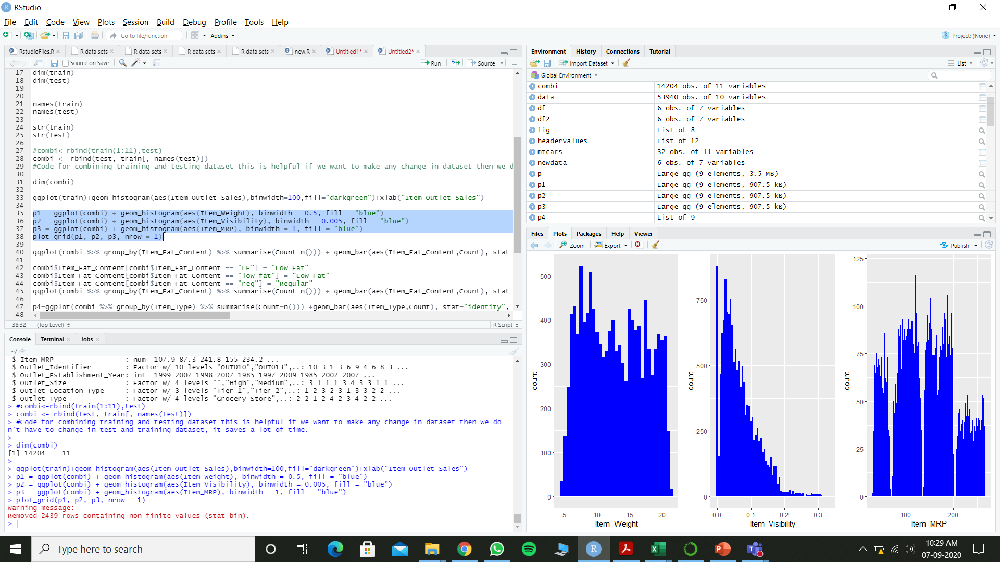 RStudio
File Edit Code View Plots Session Build Debug Profile Tools Help
Go to file/function Addins Project: (None)
RstudioFiles.R R data sets R data sets R data sets R data sets new.R Untitled1* Untitled2*
Source on Save Run Source
17 dim(train)
18 dim(test)
19
20
21 names(train)
22 names(test)
23
24 str(train)
25 str(test)
26
27 #combi<-rbind(train(1:11),test)
28 combi <- rbind(test, train[, names(test)])
29 #Code for combining training and testing dataset this is helpful if we want to make any change in dataset then we d
30
31 dim(combi)
32
33 ggplot(train)+geom_histogram(aes(Item_Outlet_Sales),binwidth=100,fill="darkgreen")+xlab("Item_Outlet_Sales")
34
35 p1 = ggplot(combi) + geom_histogram(aes(Item_Weight), binwidth = 0.5, fill = "blue")
36 p2 = ggplot(combi) + geom_histogram(aes(Item_Visibility), binwidth = 0.005, fill = "blue")
37 p3 = ggplot(combi) + geom_histogram(aes(Item_MRP), binwidth = 1, fill = "blue")
38 plot_grid(p1, p2, p3, nrow = 1)
39
40 ggplot(combi %>% group_by(Item_Fat_Content) %>% summarise(Count=n())) + geom_bar(aes(Item_Fat_Content,Count), stat=
41
42 combi$Item_Fat_Content[combi$Item_Fat_Content == "LF"] = "Low Fat"
43 combi$Item_Fat_Content[combi$Item_Fat_Content == "low fat"] = "Low Fat"
44 combi$Item_Fat_Content[combi$Item_Fat_Content == "reg"] = "Regular"
45 ggplot(combi %>% group_by(Item_Fat_Content) %>% summarise(Count=n())) + geom_bar(aes(Item_Fat_Content,Count), stat=
46
47 p4=ggplot(combi %>% group_by(Item_Type) %>% summarise(Count=n())) +geom_bar(aes(Item_Type,Count), stat="identity",
48
38:32 (Top Level) R Script
Console Terminal Jobs
~/
$ Item_MRP : num 107.9 87.3 241.8 155 234.2 ...
$ Outlet_Identifier : Factor w/ 10 levels "OUT010","OUT013",..: 10 3 1 3 6 9 4 6 8 3 ...
$ Outlet_Establishment_Year: int 1999 2007 1998 2007 1985 1997 2009 1985 2002 2007 ...
$ Outlet_Size : Factor w/ 4 levels "","High","Medium",..: 3 1 1 1 3 4 3 3 1 1 ...
$ Outlet_Location_Type : Factor w/ 3 levels "Tier 1","Tier 2",..: 1 2 3 2 3 1 3 3 2 2 ...
$ Outlet_Type : Factor w/ 4 levels "Grocery Store",..: 2 2 1 2 4 2 3 4 2 2 ...
> #combi<-rbind(train(1:11),test)
> combi <- rbind(test, train[, names(test)])
> #Code for combining training and testing dataset this is helpful if we want to make any change in dataset then we do
n't have to change in test and training dataset, it saves a lot of time.
>
> dim(combi)
[1] 14204 11
>
> ggplot(train)+geom_histogram(aes(Item_Outlet_Sales),binwidth=100,fill="darkgreen")+xlab("Item_Outlet_Sales")
> p1 = ggplot(combi) + geom_histogram(aes(Item_Weight), binwidth = 0.5, fill = "blue")
> p2 = ggplot(combi) + geom_histogram(aes(Item_Visibility), binwidth = 0.005, fill = "blue")
> p3 = ggplot(combi) + geom_histogram(aes(Item_MRP), binwidth = 1, fill = "blue")
> plot_grid(p1, p2, p3, nrow = 1)
Warning message:
Removed 2439 rows containing non-finite values (stat_bin).
>
Environment History Connections Tutorial
Import Dataset List
Global Environment
combi 14204 obs. of 11 variables
data 53940 obs. of 10 variables
df 6 obs. of 7 variables
df2 6 obs. of 7 variables
fig List of 8
headerValues List of 12
mtcars 32 obs. of 11 variables
newdata 6 obs. of 7 variables
p Large gg (9 elements, 3.5 MB)
p1 Large gg (9 elements, 907.5 kB)
p2 Large gg (9 elements, 907.5 kB)
p3 Large gg (9 elements, 907.5 kB)
p4 List of 9
Files Plots Packages Help Viewer
Zoom Export Publish
500
400
300
200
100
0
count
5 10 15 20
Item_Weight
750
500
250
0
count
0.0 0.1 0.2 0.3
Item_Visibility
125
100
75
50
25
0
count
100 200
Item_MRP
Type here to search
10:29 AM
07-09-2020